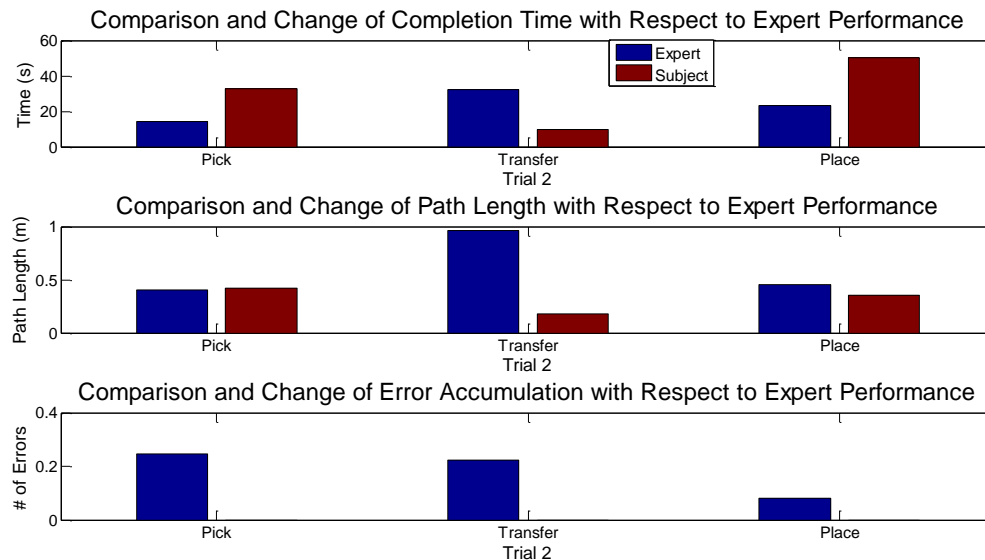 Comparison and Change of Completion Time with Respect to Expert Performance
60
40
20
0
Time (s)
Expert
Subject
Pick Transfer Place
Trial 2
Comparison and Change of Path Length with Respect to Expert Performance
1
0.5
0
Path Length (m)
Pick Transfer Place
Trial 2
Comparison and Change of Error Accumulation with Respect to Expert Performance
0.4
0.2
0
# of Errors
Pick Transfer Place
Trial 2